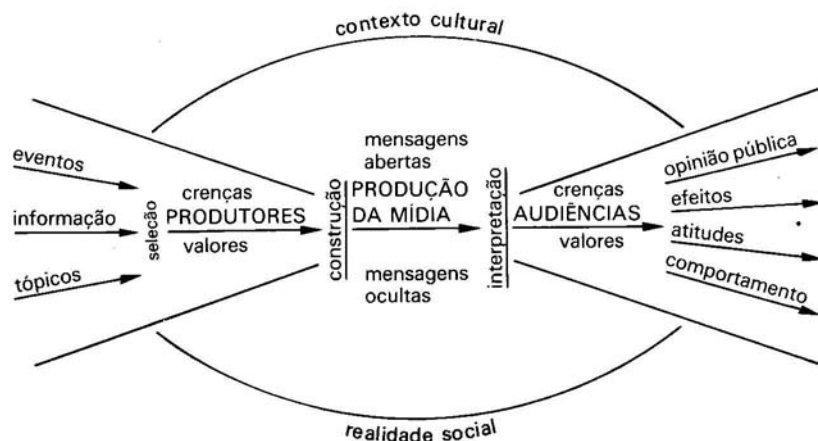 contexto cultural
eventos
informação
tópicos
seleção
crenças
PRODUTORES
valores
construção
mensagens
abertas
PRODUÇÃO
DA MÍDIA
mensagens
ocultas
interpretação
crenças
AUDIÊNCIAS
valores
opinião pública
efeitos
atitudes
comportamento
realidade social